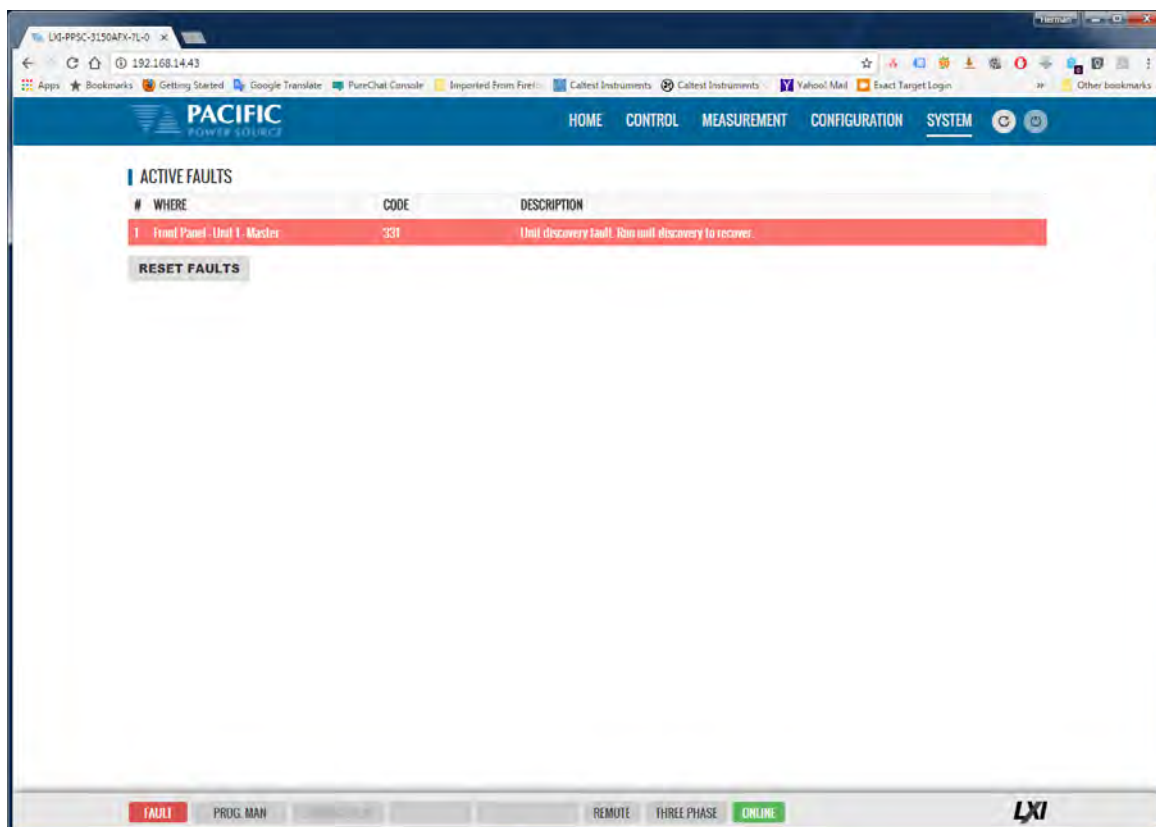 Herman
LXI-PPSC-3150AFX-7L-0
192.168.14.43
Apps Bookmarks Getting Started Google Translate PureChat Console Imported From Firef Caltest Instruments Caltest Instruments Yahoo! Mail Exact Target Login » Other bookmarks
PACIFIC
POWER SOURCE
HOME CONTROL MEASUREMENT CONFIGURATION SYSTEM
ACTIVE FAULTS
# WHERE CODE DESCRIPTION
1 Front Panel - Unit 1 - Master 331 Unit discovery fault. Run unit discovery to recover.
RESET FAULTS
FAULT PROG. MAN REMOTE THREE PHASE ONLINE LXI